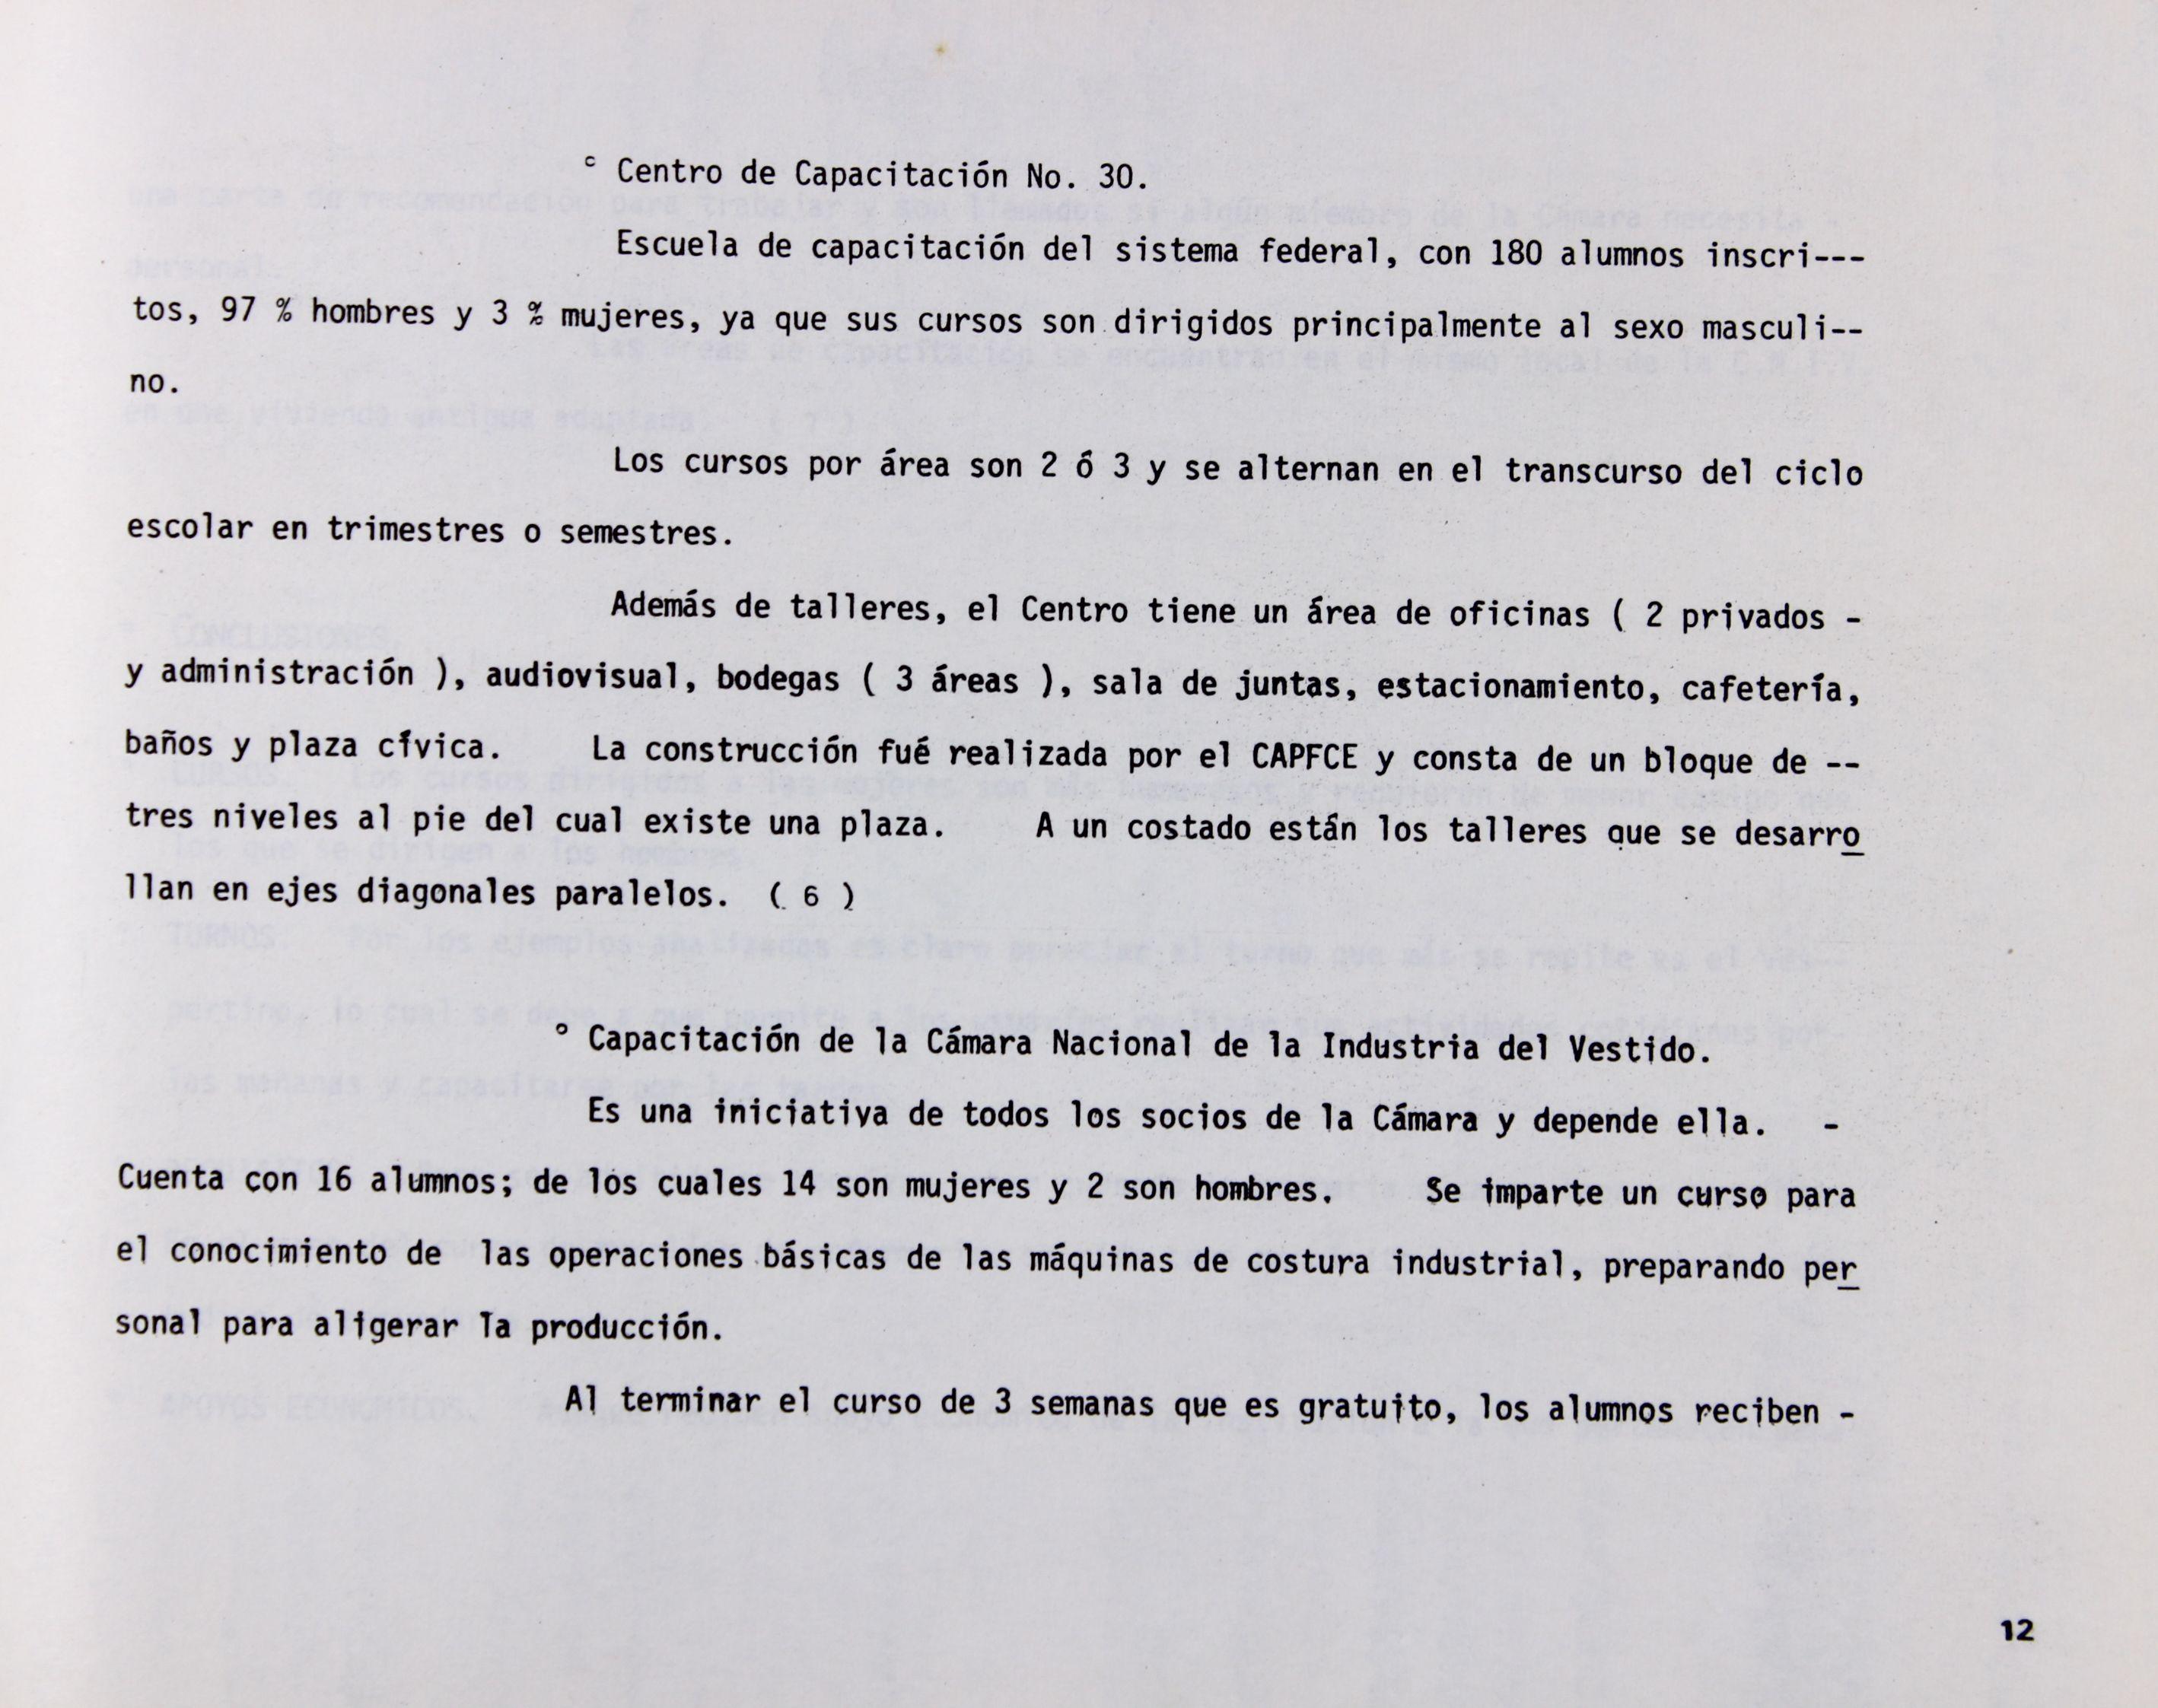 ° Centro de Capacitación No. 30.
Escuela de capacitación del sistema federal, con 180 alumnos inscri---
tos, 97 % hombres y 3 % mujeres, ya que sus cursos son dirigidos principalmente al sexo masculi--
no.
Los cursos por área son 2 ó 3 y se alternan en el transcurso del ciclo
escolar en trimestres o semestres.
Además de talleres, el Centro tiene un área de oficinas ( 2 privados -
y administración ), audiovisual, bodegas ( 3 áreas ), sala de juntas, estacionamiento, cafetería,
baños y plaza cívica. La construcción fué realizada por el CAPFCE y consta de un bloque de --
tres niveles al pie del cual existe una plaza. A un costado están los talleres que se desarro
llan en ejes diagonales paralelos. ( 6 )
° Capacitación de la Cámara Nacional de la Industria del Vestido.
Es una iniciativa de todos los socios de la Cámara y depende ella. -
Cuenta con 16 alumnos; de los cuales 14 son mujeres y 2 son hombres. Se imparte un curso para
el conocimiento de las operaciones básicas de las máquinas de costura industrial, preparando per
sonal para aligerar la producción.
Al terminar el curso de 3 semanas que es gratuito, los alumnos reciben -
12